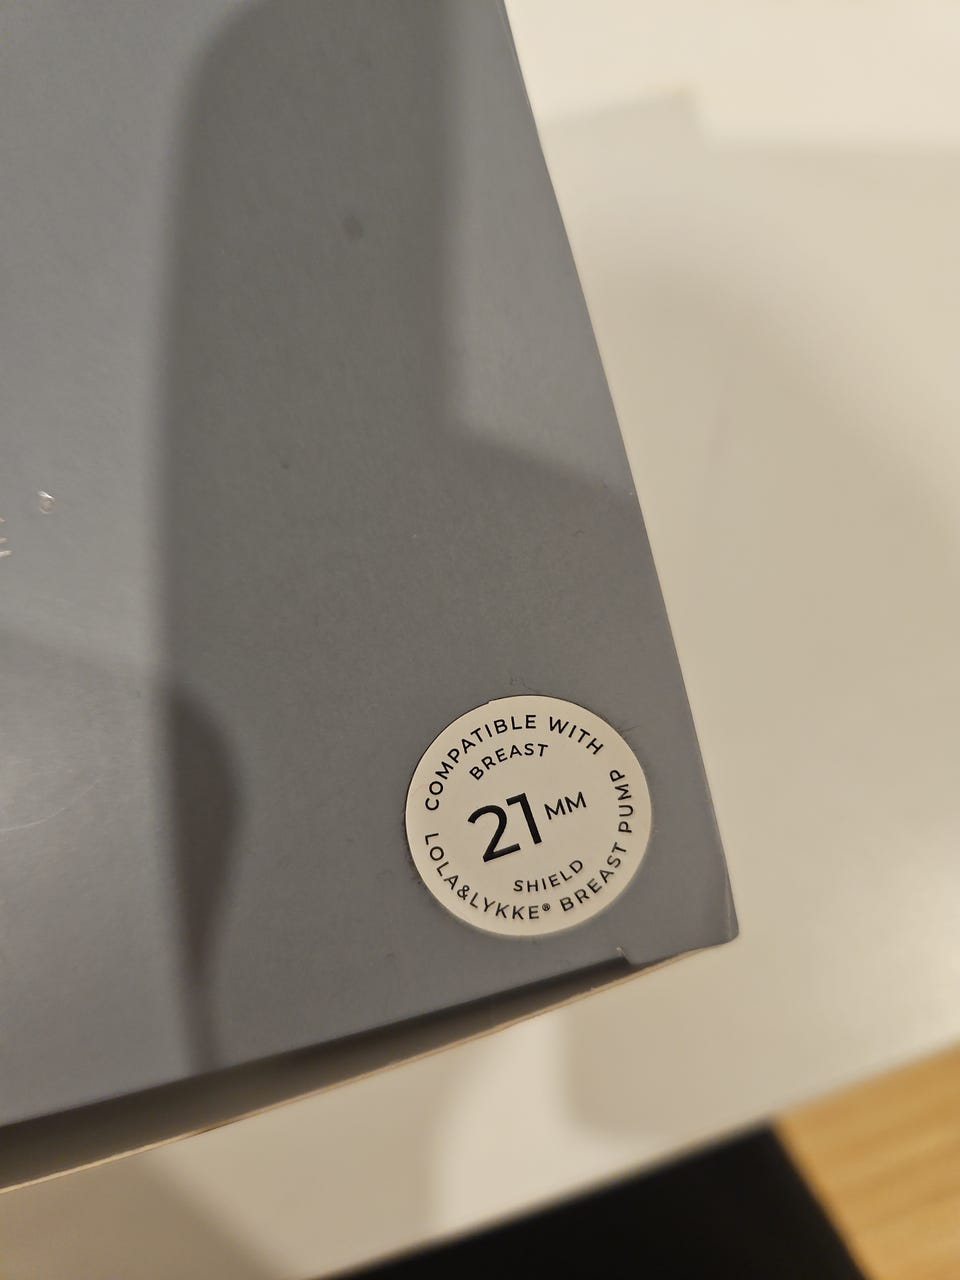 COMPATIBLE WITH
BREAST
21 MM
SHIELD
LOLA&LYKKE® BREAST PUMP